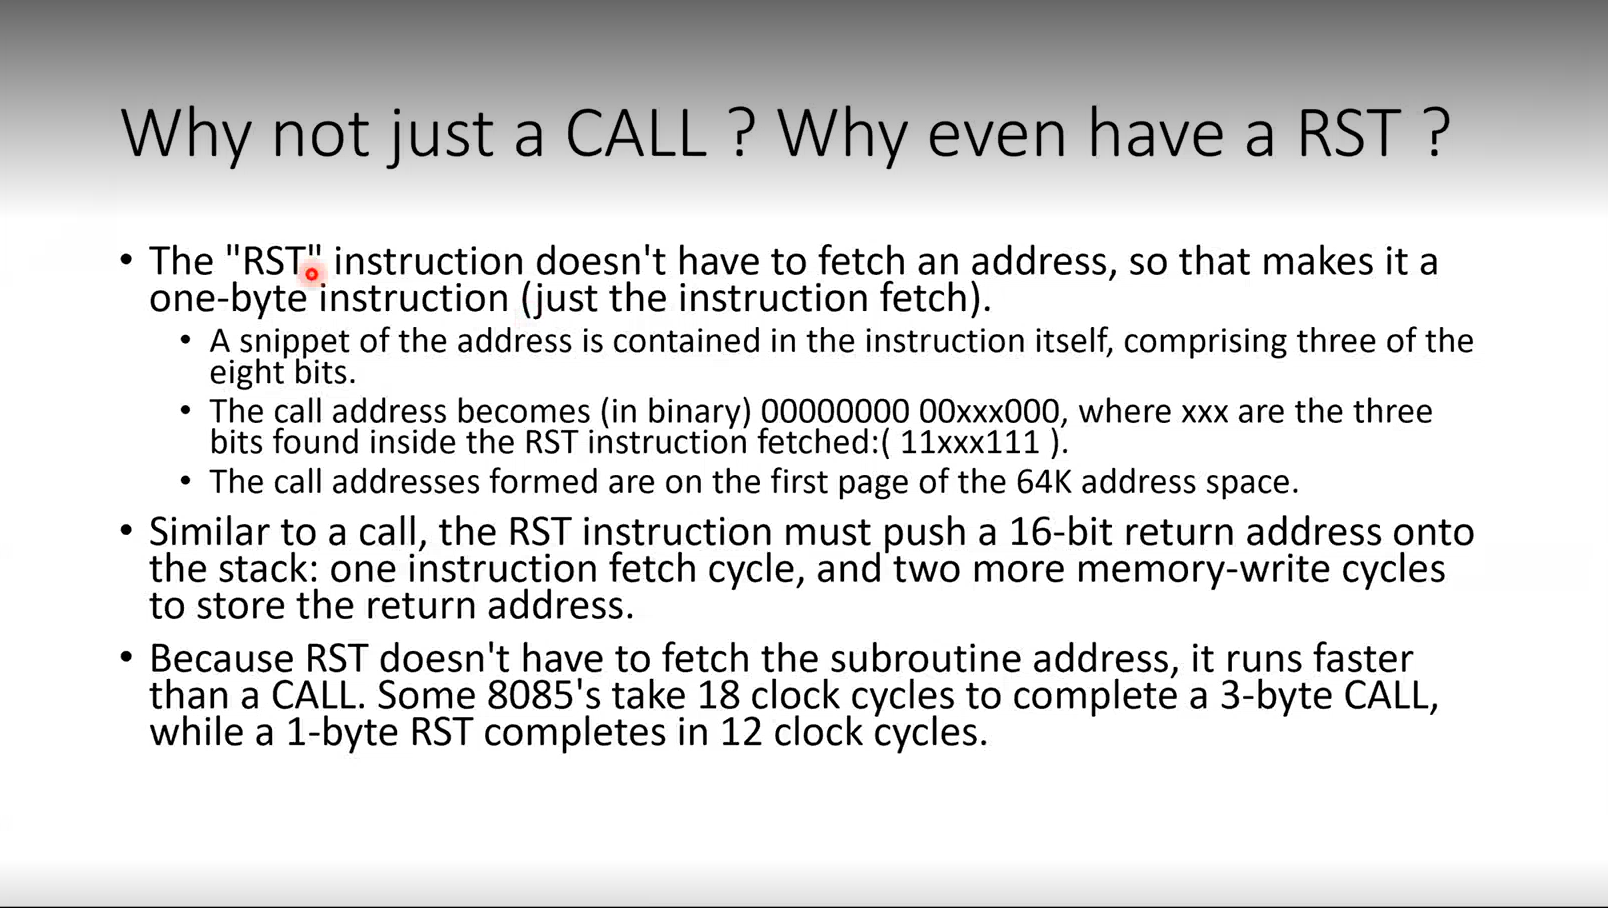 Why not just a CALL ? Why even have a RST ?
• The "RST" instruction doesn't have to fetch an address, so that makes it a
one-byte instruction (just the instruction fetch).
• A snippet of the address is contained in the instruction itself, comprising three of the
eight bits.
• The call address becomes (in binary) 00000000 00xxx000, where xxx are the three
bits found inside the RST instruction fetched:( 11xxx111 ).
• The call addresses formed are on the first page of the 64K address space.
• Similar to a call, the RST instruction must push a 16-bit return address onto
the stack: one instruction fetch cycle, and two more memory-write cycles
to store the return address.
• Because RST doesn't have to fetch the subroutine address, it runs faster
than a CALL. Some 8085's take 18 clock cycles to complete a 3-byte CALL,
while a 1-byte RST completes in 12 clock cycles.